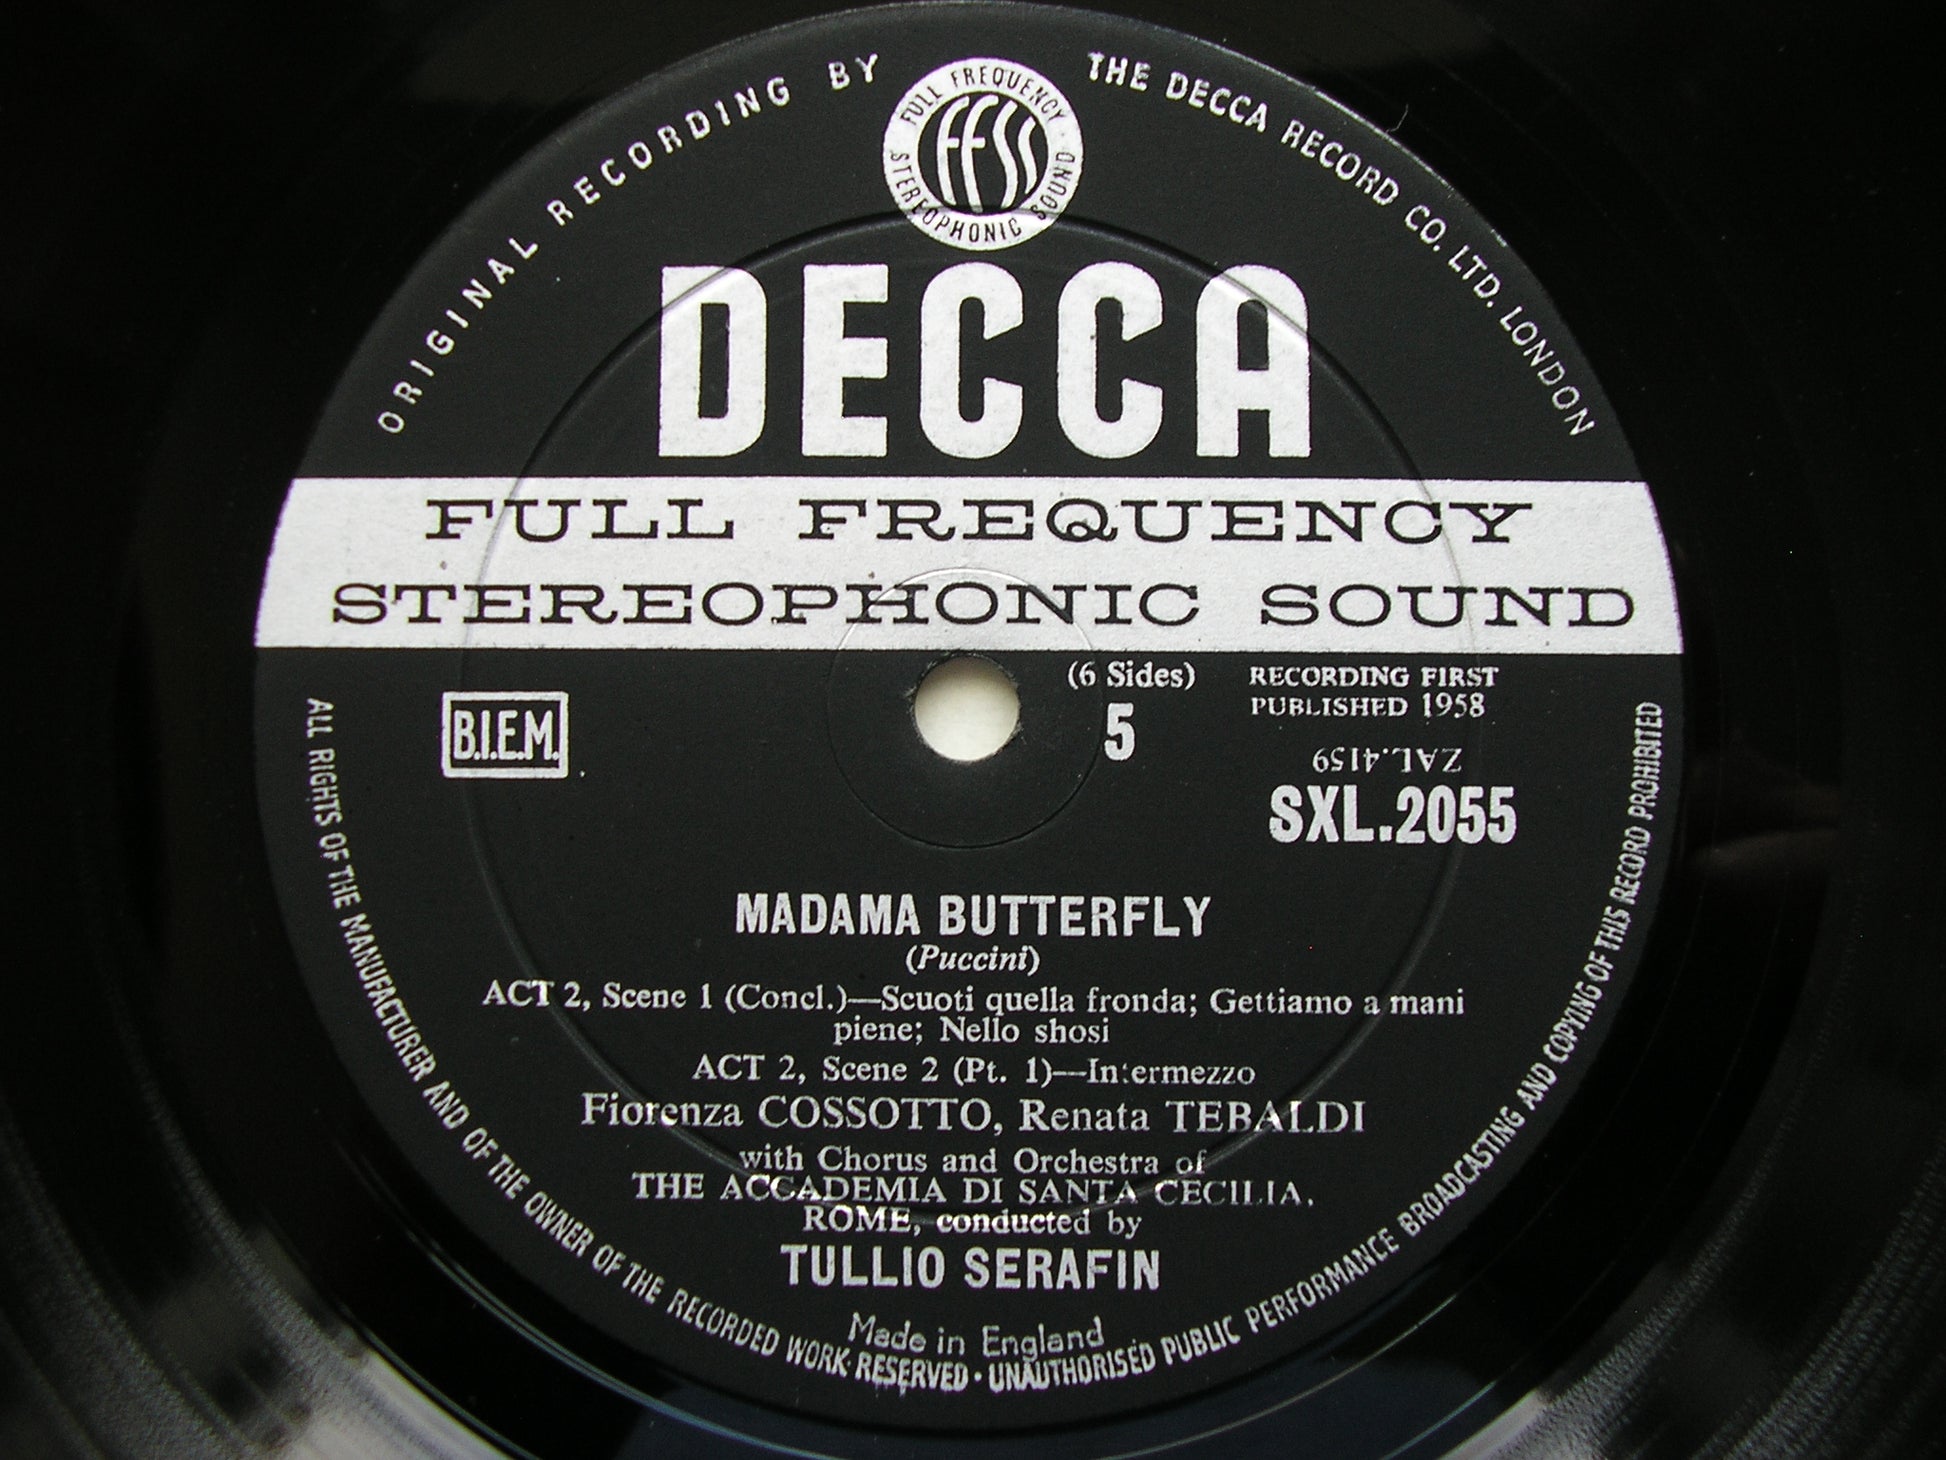 ORIGINAL RECORDING BY THE DECCA RECORD CO. LTD. LONDON
FULL FREQUENCY
STEREOPHONIC SOUND
FFSS
DECCA
FULL FREQUENCY
STEREOPHONIC SOUND
B.I.E.M.
(6 Sides)
5
RECORDING FIRST
PUBLISHED 1958
ZAL.4159
SXL.2055
MADAMA BUTTERFLY
(Puccini)
ACT 2, Scene 1 (Concl.)—Scuoti quella fronda; Gettiamo a mani
piene; Nello shosi
ACT 2, Scene 2 (Pt. 1)—Intermezzo
Fiorenza COSSOTTO, Renata TEBALDI
with Chorus and Orchestra of
THE ACCADEMIA DI SANTA CECILIA,
ROME, conducted by
TULLIO SERAFIN
Made in England
ALL RIGHTS OF THE MANUFACTURER AND OF THE OWNER OF THE RECORDED WORK RESERVED · UNAUTHORISED PUBLIC PERFORMANCE BROADCASTING AND COPYING OF THIS RECORD PROHIBITED